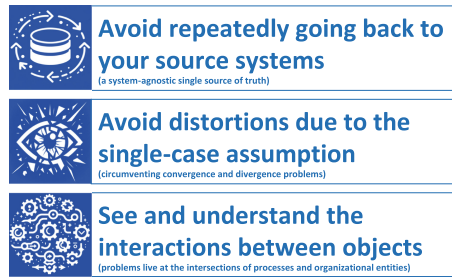 Avoid repeatedly going back to
your source systems
(a system-agnostic single source of truth)
Avoid distortions due to the
single-case assumption
(circumventing convergence and divergence problems)
See and understand the
interactions between objects
(problems live at the intersections of processes and organizational entities)